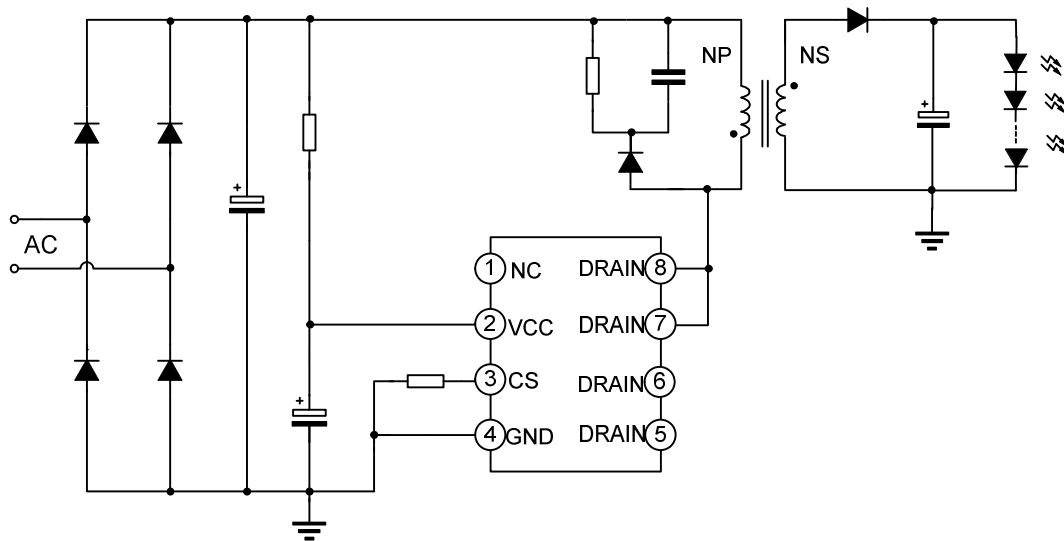 NP
NS
+
+
AC
1 NC
DRAIN 8
2 VCC
DRAIN 7
3 CS
DRAIN 6
+
4 GND
DRAIN 5